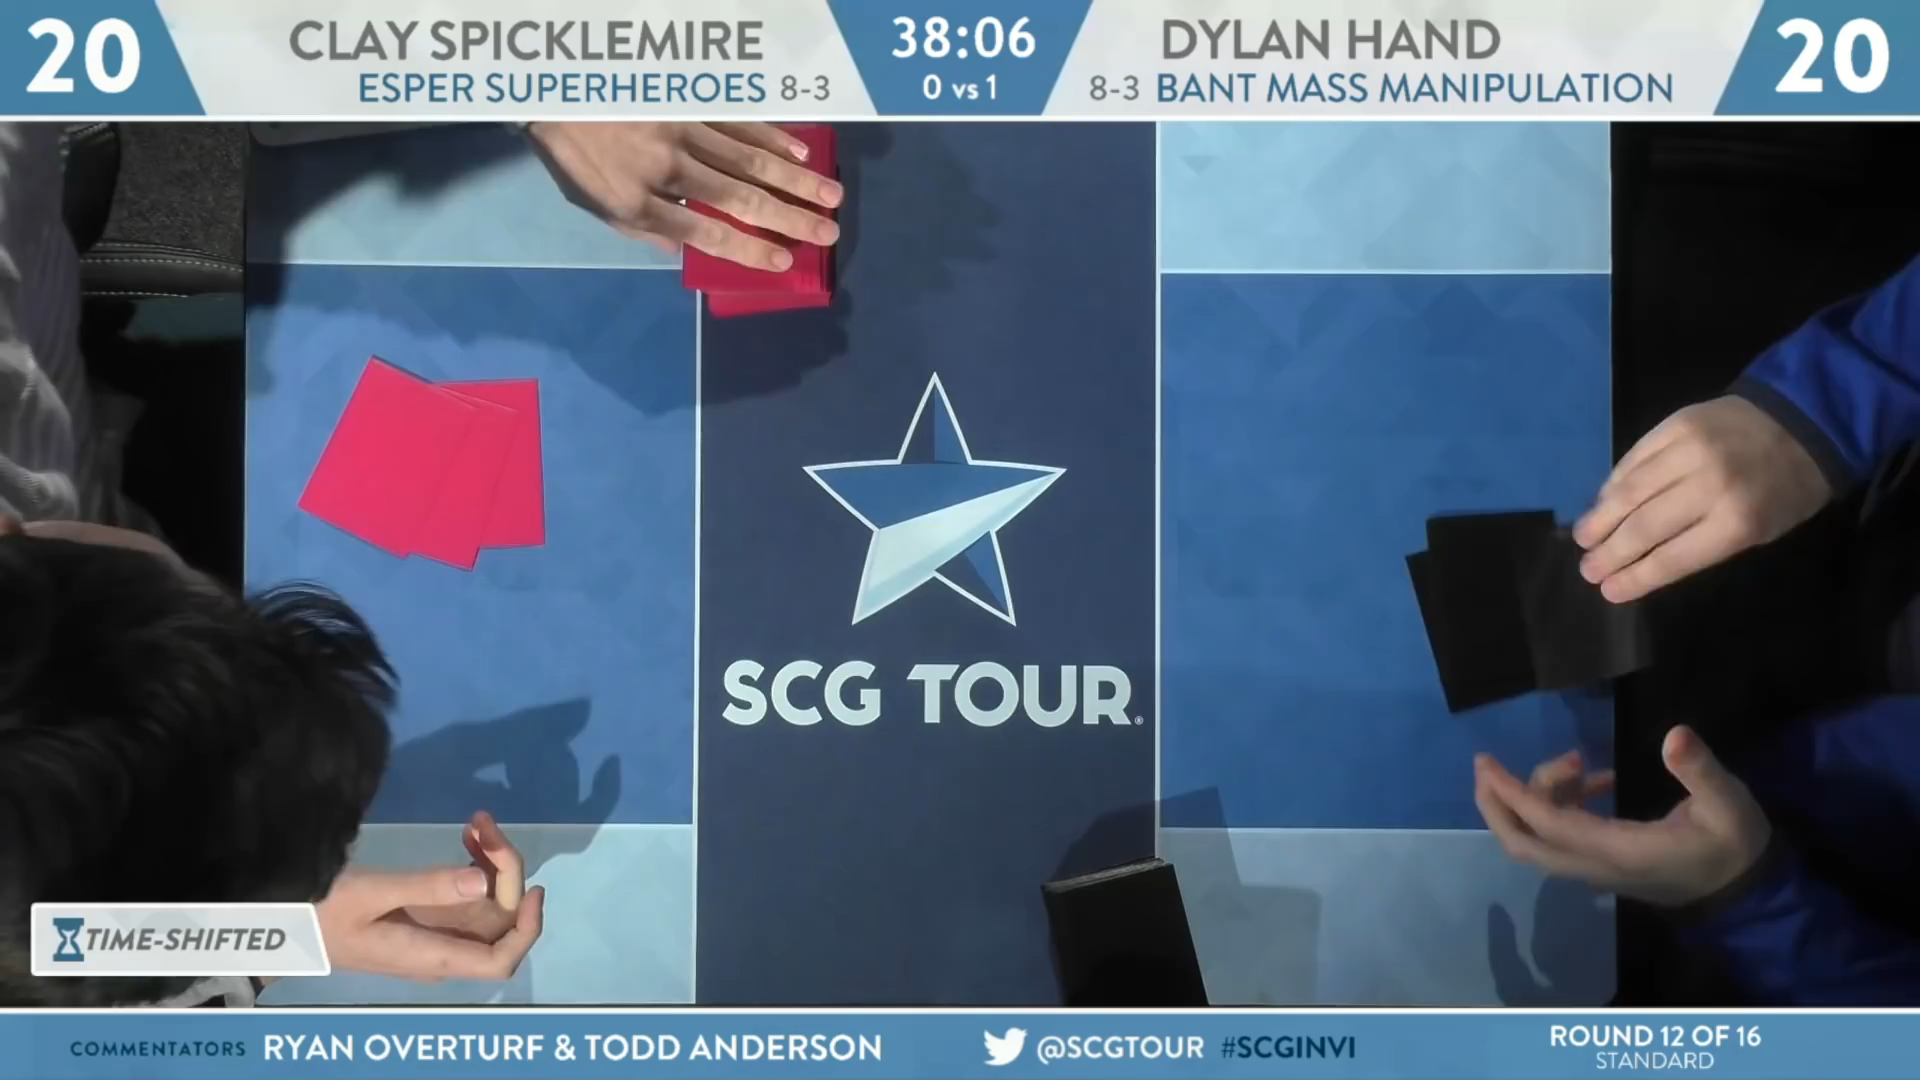 20
CLAY SPICKLEMIRE
ESPER SUPERHEROES 8-3
38:06
0 vs 1
DYLAN HAND
8-3 BANT MASS MANIPULATION
20
SCG TOUR®
TIME-SHIFTED
COMMENTATORS RYAN OVERTURF & TODD ANDERSON
@SCGTOUR #SCGINVI
ROUND 12 OF 16
STANDARD